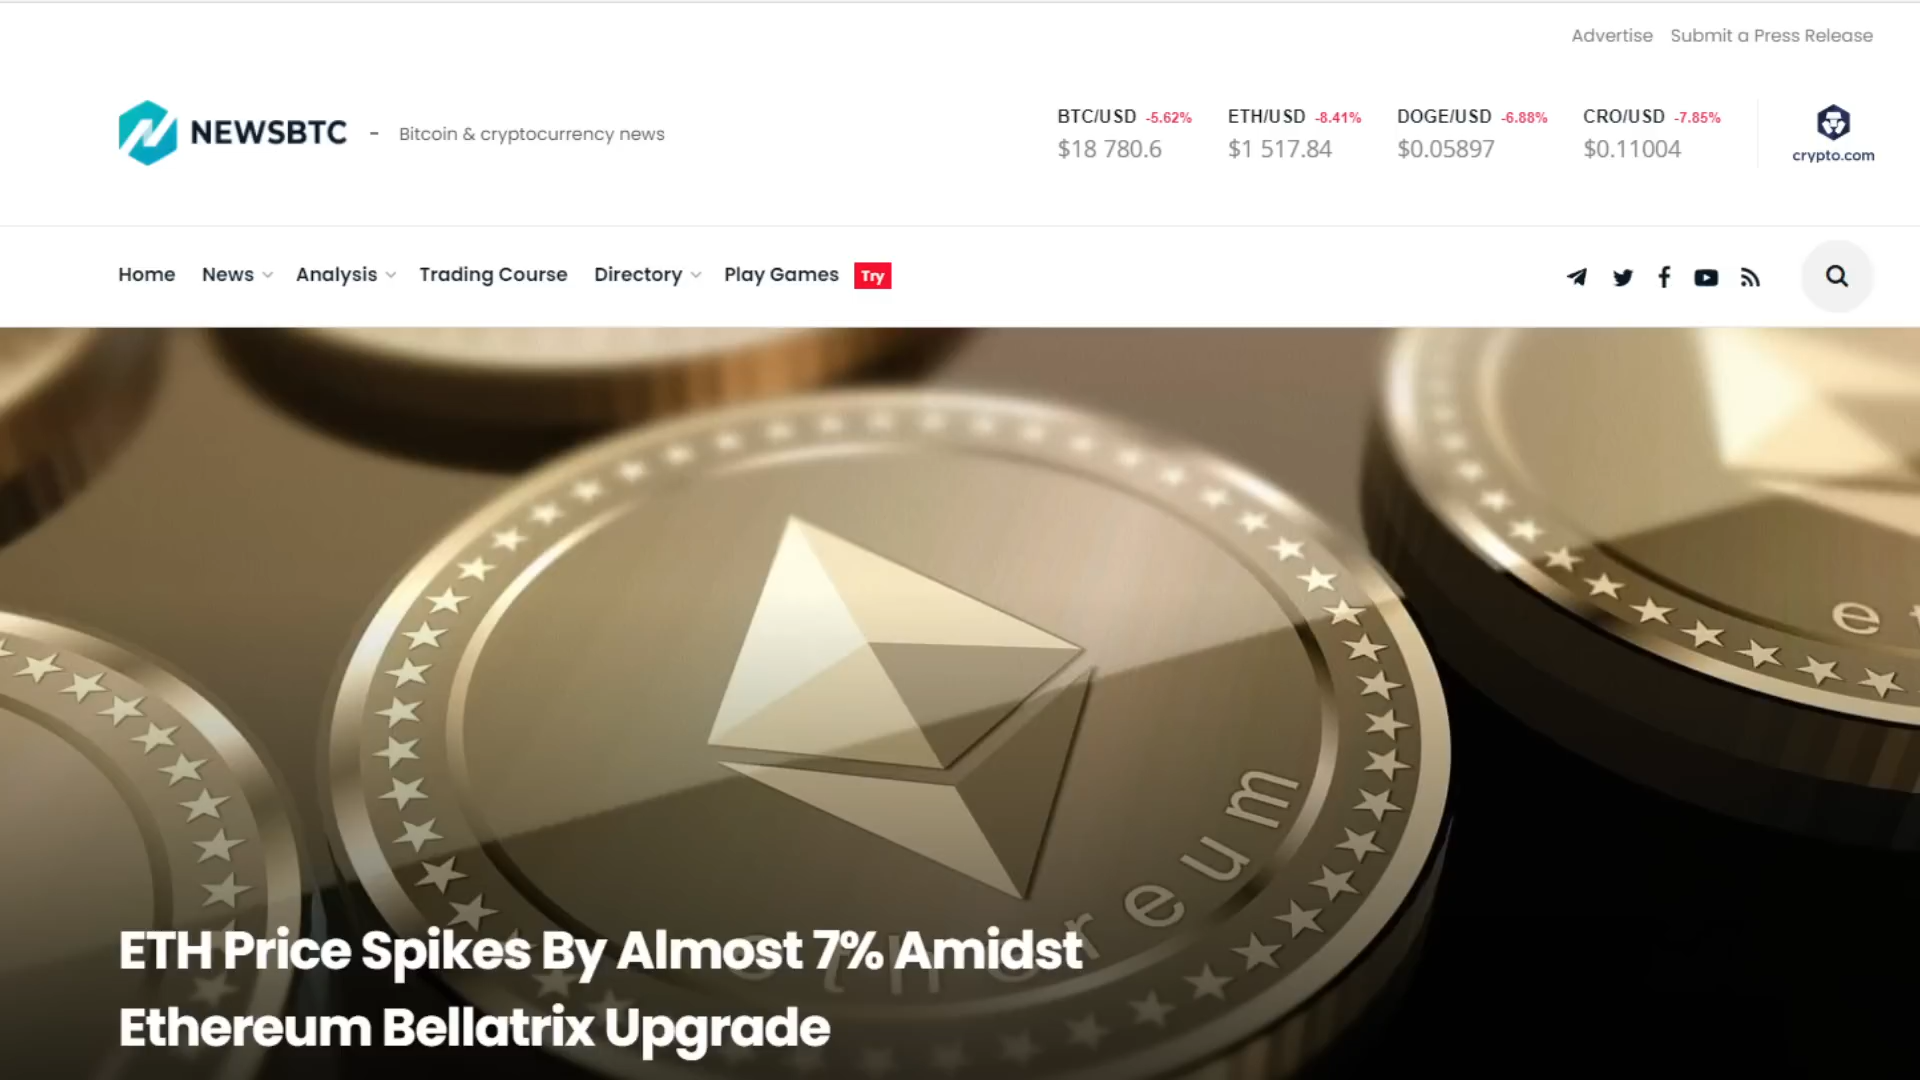 Advertise Submit a Press Release
NEWSBTC - Bitcoin & cryptocurrency news
BTC/USD -5.62% ETH/USD -8.41% DOGE/USD -6.88% CRO/USD -7.85%
$18 780.6 $1 517.84 $0.05897 $0.11004
crypto.com
Home News Analysis Trading Course Directory Play Games Try
ethereum
ETH Price Spikes By Almost 7% Amidst
Ethereum Bellatrix Upgrade